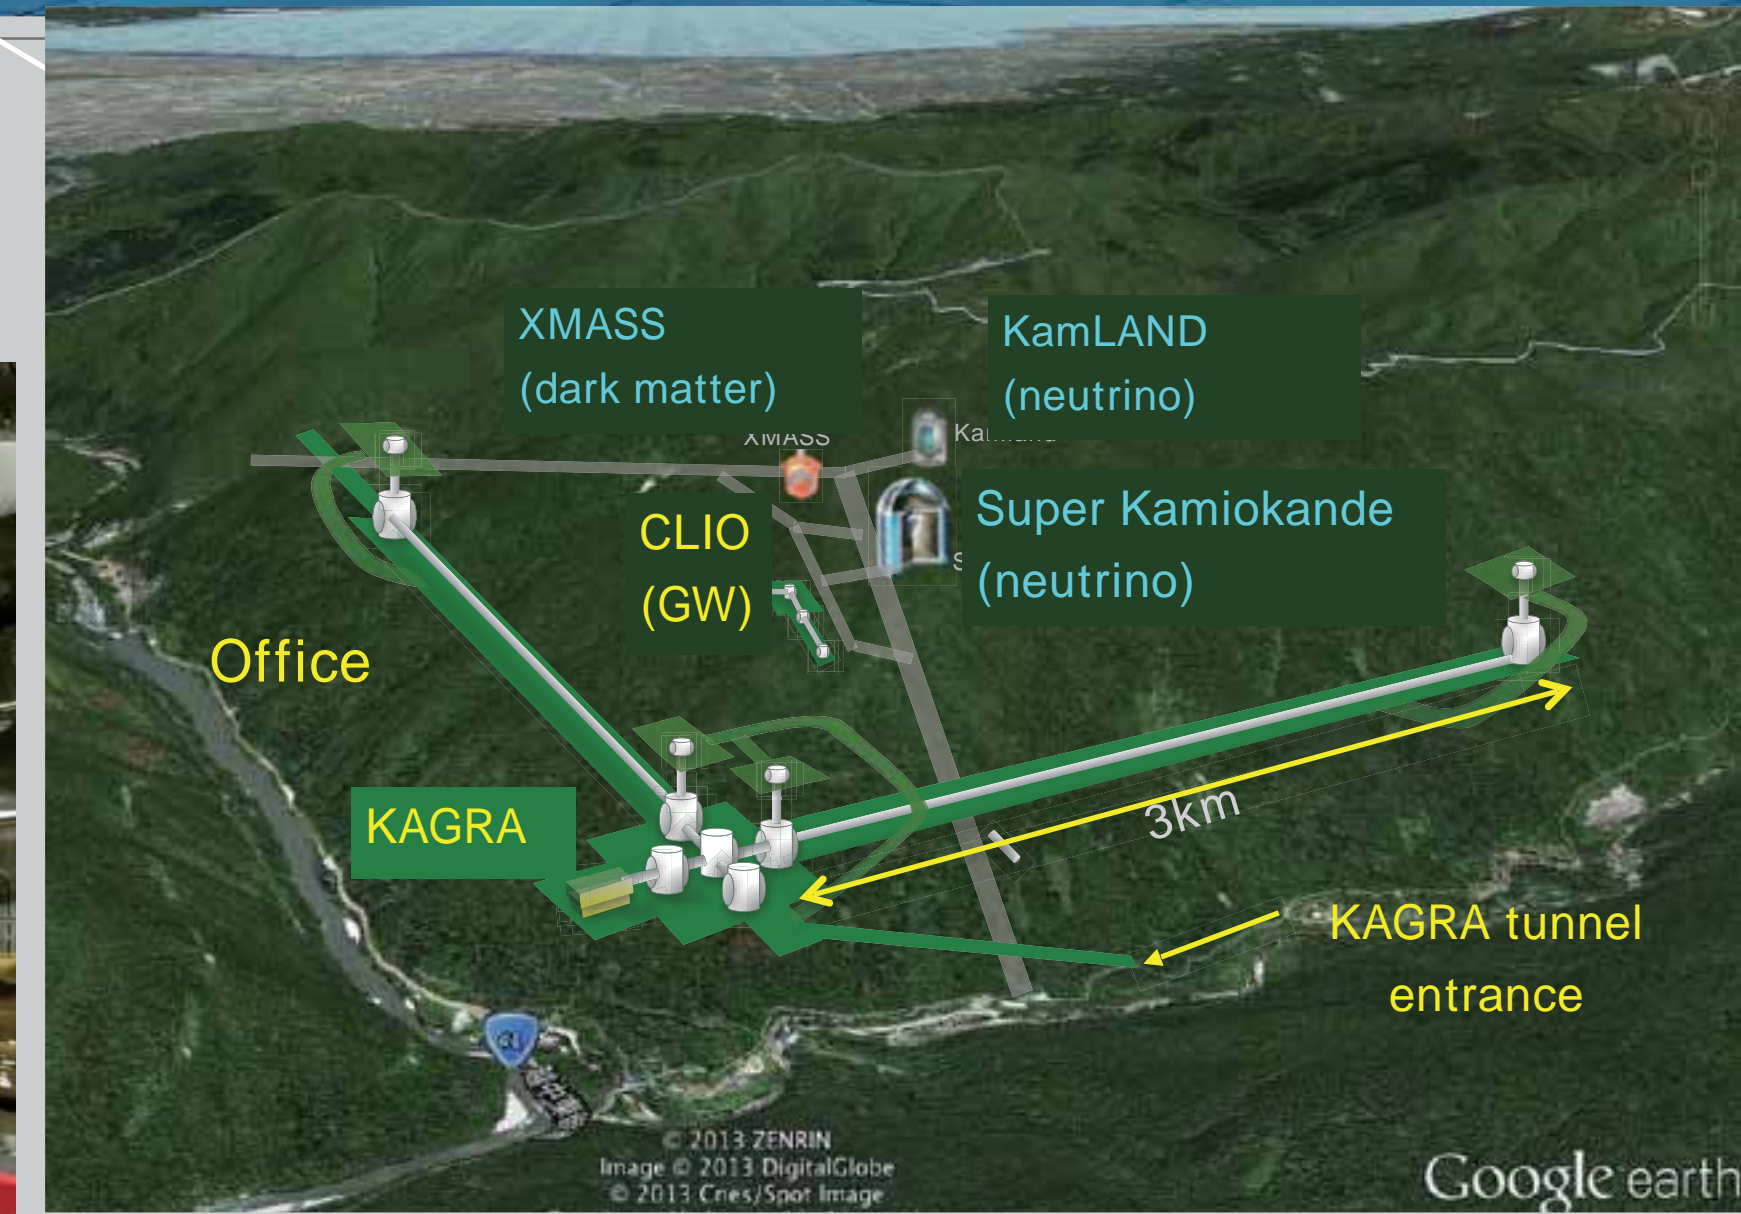 XMASS
(dark matter)
KamLAND
(neutrino)
XMASS
CLIO
(GW)
Super Kamiokande
(neutrino)
Office
KAGRA
3km
KAGRA tunnel
entrance
© 2013 ZENRIN
Image © 2013 DigitalGlobe
© 2013 Cnes/Spot Image
Google earth